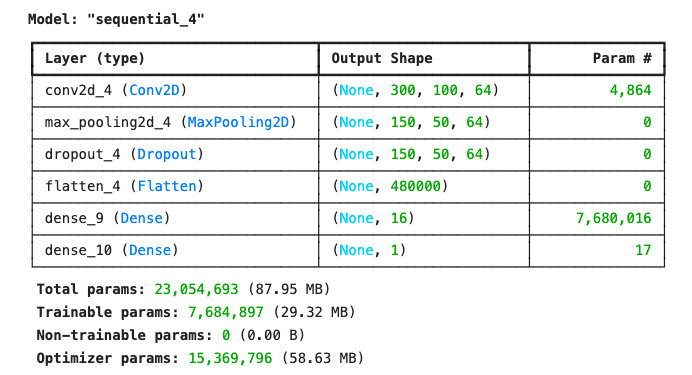 Model: "sequential_4"
Layer (type) Output Shape Param #
conv2d_4 (Conv2D) (None, 300, 100, 64) 4,864
max_pooling2d_4 (MaxPooling2D) (None, 150, 50, 64) 0
dropout_4 (Dropout) (None, 150, 50, 64) 0
flatten_4 (Flatten) (None, 480000) 0
dense_9 (Dense) (None, 16) 7,680,016
dense_10 (Dense) (None, 1) 17
Total params: 23,054,693 (87.95 MB)
Trainable params: 7,684,897 (29.32 MB)
Non-trainable params: 0 (0.00 B)
Optimizer params: 15,369,796 (58.63 MB)